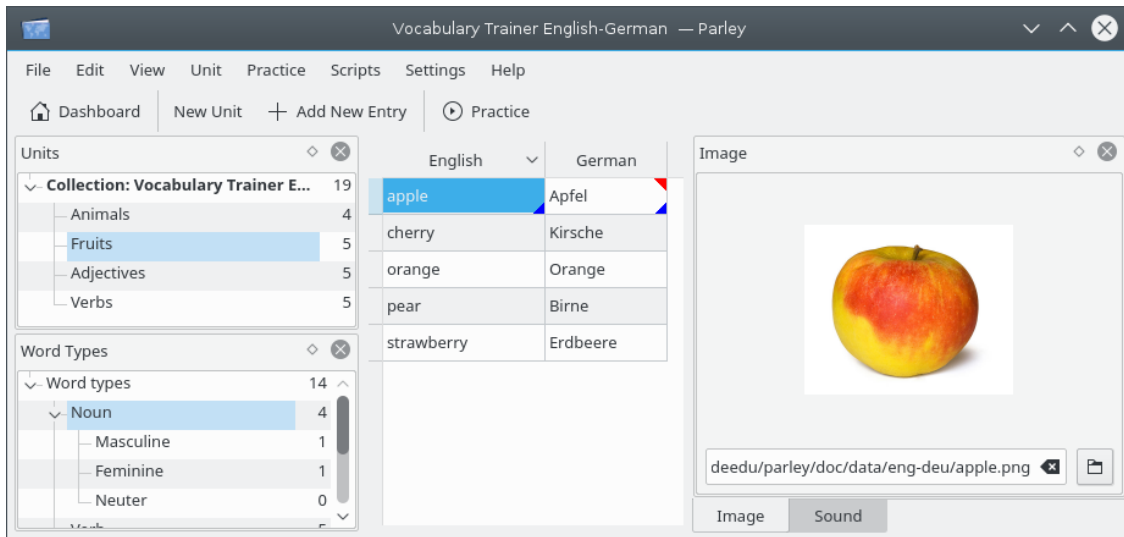 Vocabulary Trainer English-German — Parley
File Edit View Unit Practice Scripts Settings Help
Dashboard New Unit Add New Entry Practice
Units
Collection: Vocabulary Trainer E... 19
Animals 4
Fruits 5
Adjectives 5
Verbs 5
Word Types
Word types 14
Noun 4
Masculine 1
Feminine 1
Neuter 0
Verb 5
English German
apple Apfel
cherry Kirsche
orange Orange
pear Birne
strawberry Erdbeere
Image
deedu/parley/doc/data/eng-deu/apple.png
Image Sound